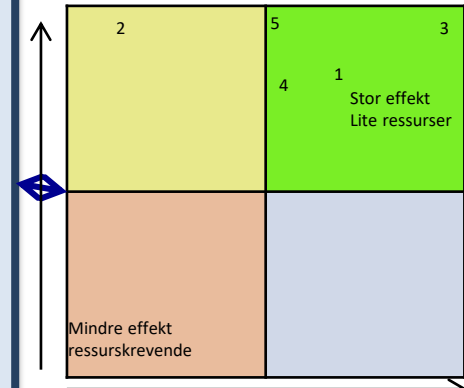 2
5
3
4
1
Stor effekt
Lite ressurser
Mindre effekt
ressurskrevende